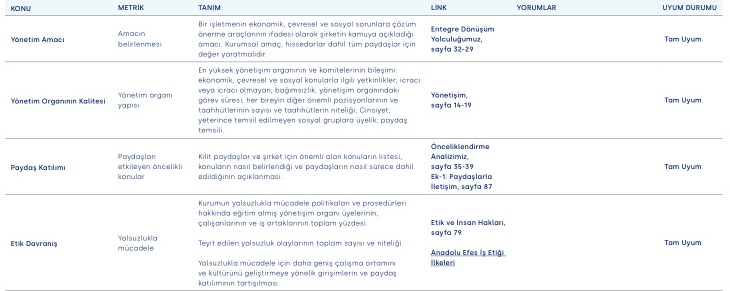 KONU METRİK TANIM LİNK YORUMLAR UYUM DURUMU
Yönetim Amacı
Amacın
belirlenmesi
Bir işletmenin ekonomik, çevresel ve sosyal sorunlara çözüm
önerme araçlarının ifadesi olarak şirketin kamuya açıkladığı
amacı. Kurumsal amaç, hissedarlar dahil tüm paydaşlar için
değer yaratmalıdır.
Entegre Dönüşüm
Yolculuğumuz,
sayfa 32-29
Tam Uyum
Yönetim Organının Kalitesi
Yönetim organı
yapısı
En yüksek yönetişim organının ve komitelerinin bileşimi:
ekonomik, çevresel ve sosyal konularla ilgili yetkinlikler; icracı
veya icracı olmayan; bağımsızlık; yönetişim organındaki
görev süresi; her bireyin diğer önemli pozisyonlarının ve
taahhütlerinin sayısı ve taahhütlerin niteliği; Cinsiyet;
yeterince temsil edilmeyen sosyal gruplara üyelik; paydaş
temsili.
Yönetişim,
sayfa 14-19
Tam Uyum
Paydaş Katılımı
Paydaşları
etkileyen öncelikli
konular
Kilit paydaşlar ve şirket için önemli olan konuların listesi,
konuların nasıl belirlendiği ve paydaşların nasıl sürece dahil
edildiğinin açıklanması.
Önceliklendirme
Analizimiz,
sayfa 35-39
Ek-1: Paydaşlarla
İletişim, sayfa 87
Tam Uyum
Etik Davranış
Yolsuzlukla
mücadele
Kurumun yolsuzlukla mücadele politikaları ve prosedürleri
hakkında eğitim almış yönetişim organı üyelerinin,
çalışanlarının ve iş ortaklarının toplam yüzdesi.
Teyit edilen yolsuzluk olaylarının toplam sayısı ve niteliği.
Yolsuzlukla mücadele için daha geniş çalışma ortamını
ve kültürünü geliştirmeye yönelik girişimlerin ve paydaş
katılımının tartışılması.
Etik ve İnsan Hakları,
sayfa 79
Anadolu Efes İş Etiği
İlkeleri
Tam Uyum